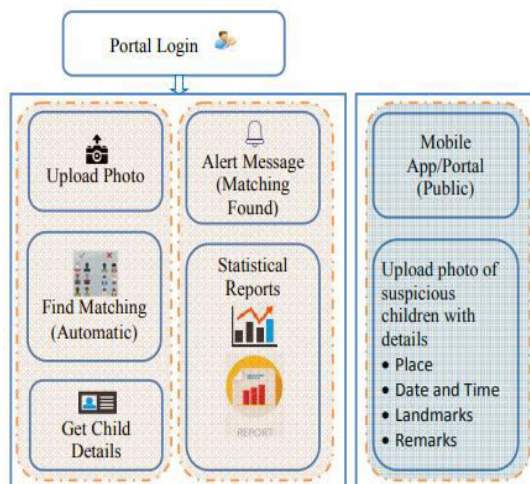 Portal Login
Upload Photo
Find Matching
(Automatic)
Get Child
Details
Alert Message
(Matching
Found)
Statistical
Reports
REPORT
Mobile
App/Portal
(Public)
Upload photo of
suspicious
children with
details
• Place
• Date and Time
• Landmarks
• Remarks